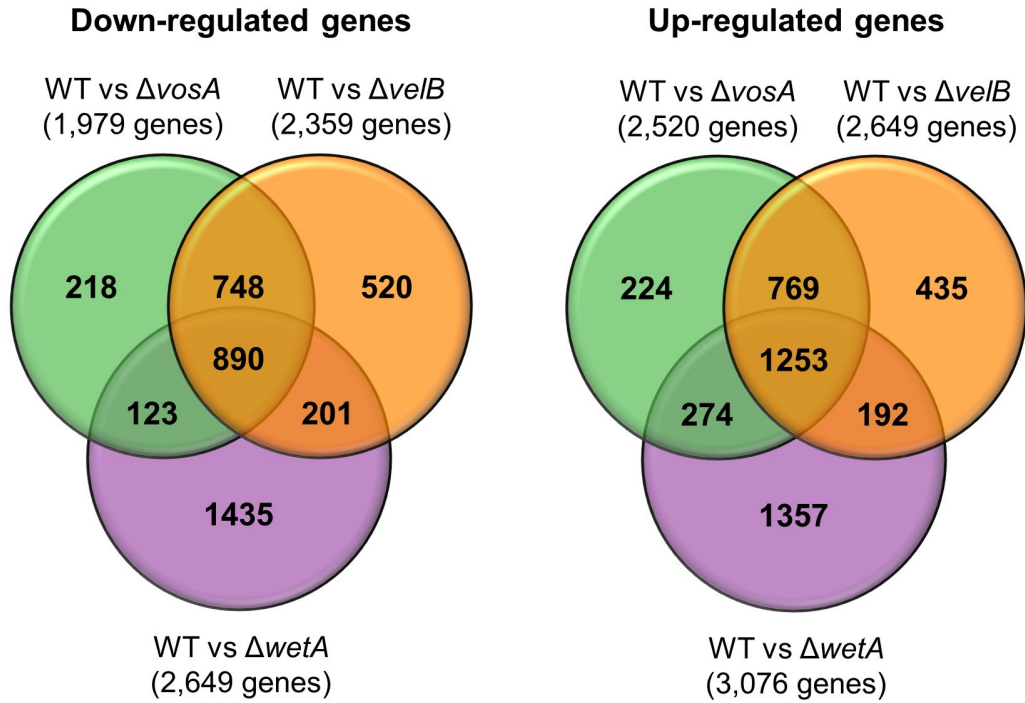 Down-regulated genes
WT vs ΔvosA
(1,979 genes)
WT vs ΔvelB
(2,359 genes)
218
748
520
890
123
201
1435
WT vs ΔwetA
(2,649 genes)
Up-regulated genes
WT vs ΔvosA
(2,520 genes)
WT vs ΔvelB
(2,649 genes)
224
769
435
1253
274
192
1357
WT vs ΔwetA
(3,076 genes)